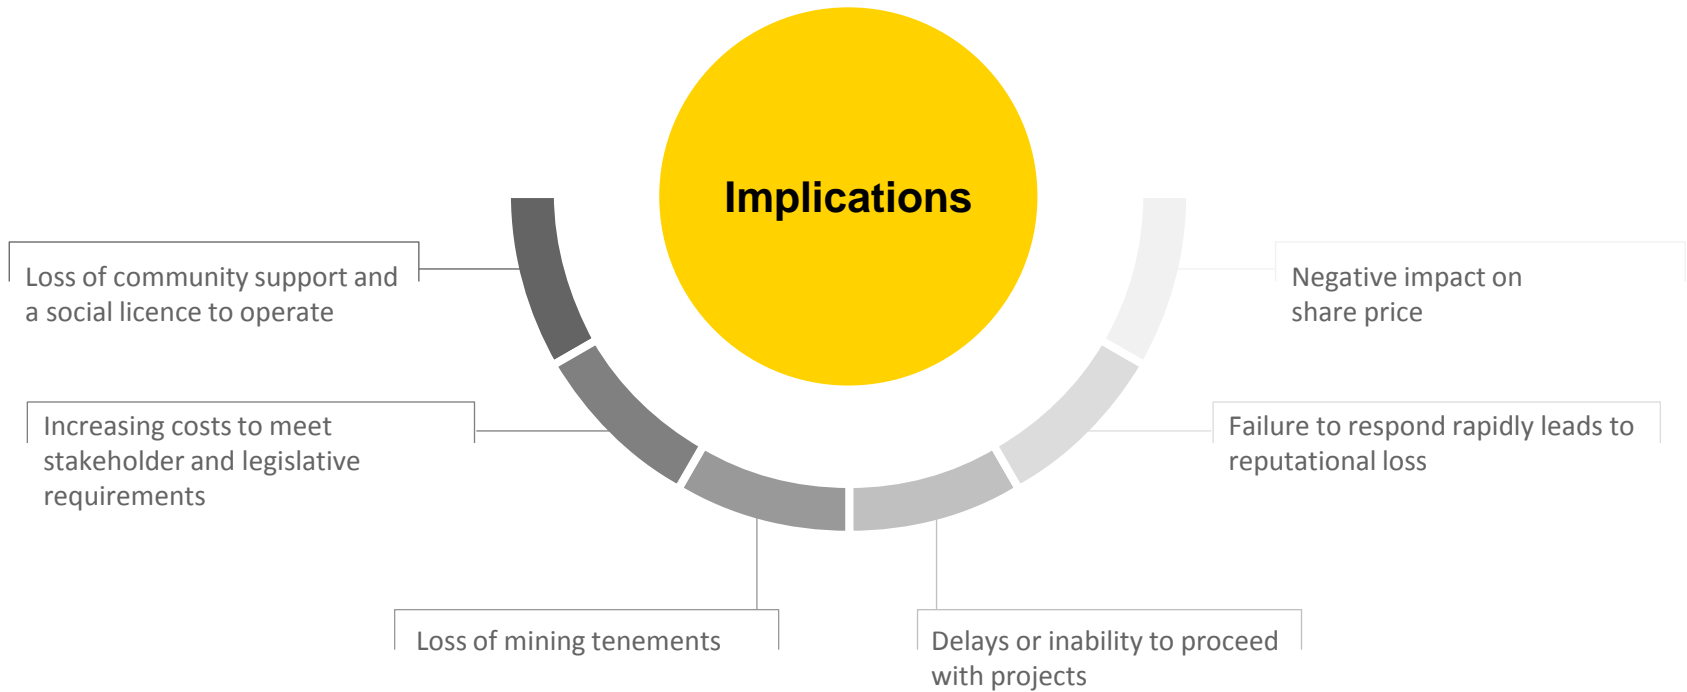 Implications
Loss of community support and
a social licence to operate
Increasing costs to meet
stakeholder and legislative
requirements
Loss of mining tenements
Delays or inability to proceed
with projects
Failure to respond rapidly leads to
reputational loss
Negative impact on
share price